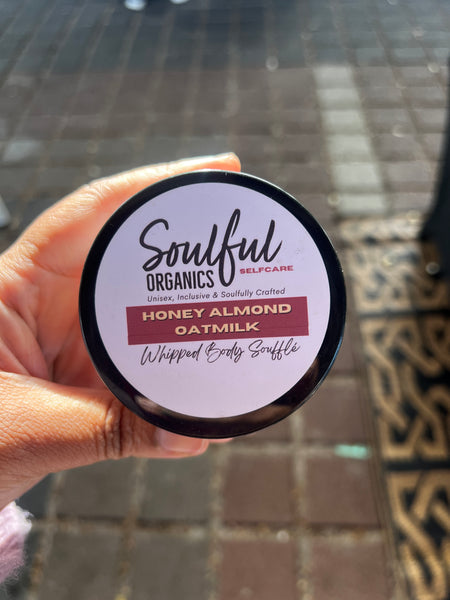 Soulful
ORGANICS SELFCARE
Unisex, Inclusive & Soulfully Crafted
HONEY ALMOND
OATMILK
Whipped Body Soufflé